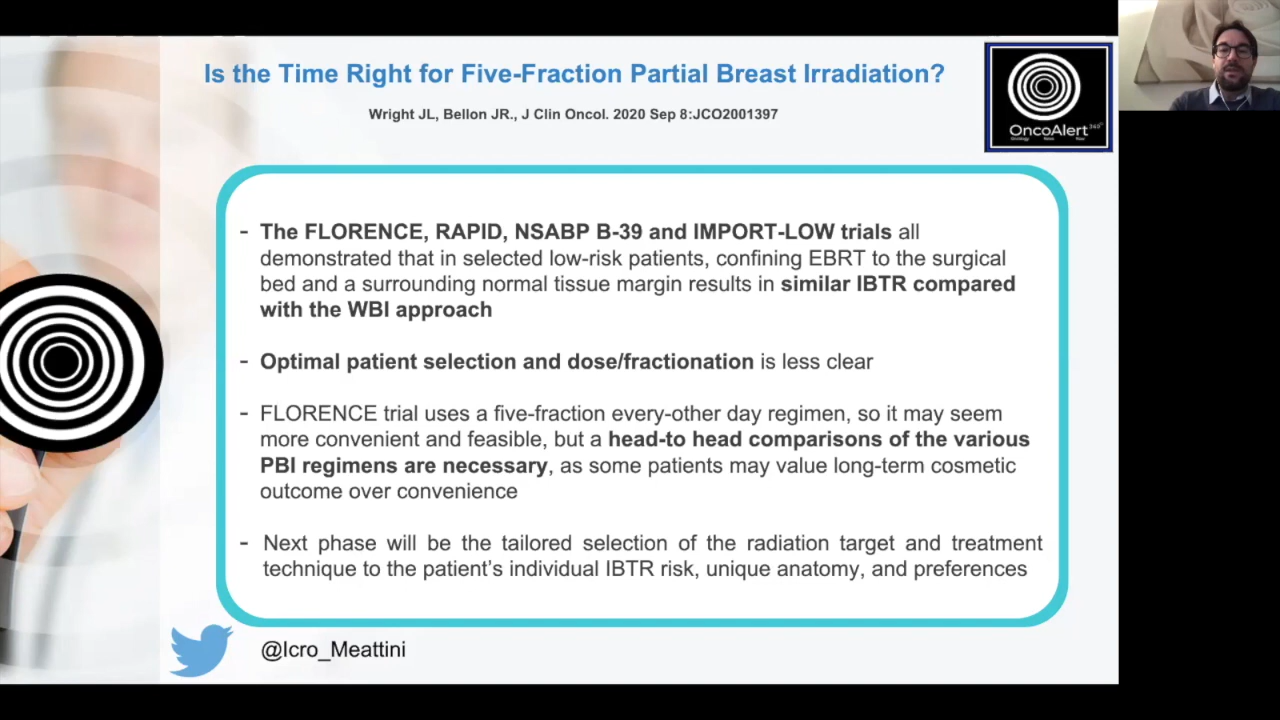 Is the Time Right for Five-Fraction Partial Breast Irradiation?
Wright JL, Bellon JR., J Clin Oncol. 2020 Sep 8:JCO2001397
OncoAlert
- The FLORENCE, RAPID, NSABP B-39 and IMPORT-LOW trials all
demonstrated that in selected low-risk patients, confining EBRT to the surgical
bed and a surrounding normal tissue margin results in similar IBTR compared
with the WBI approach
- Optimal patient selection and dose/fractionation is less clear
- FLORENCE trial uses a five-fraction every-other day regimen, so it may seem
more convenient and feasible, but a head-to head comparisons of the various
PBI regimens are necessary, as some patients may value long-term cosmetic
outcome over convenience
- Next phase will be the tailored selection of the radiation target and treatment
technique to the patient's individual IBTR risk, unique anatomy, and preferences
@Icro_Meattini